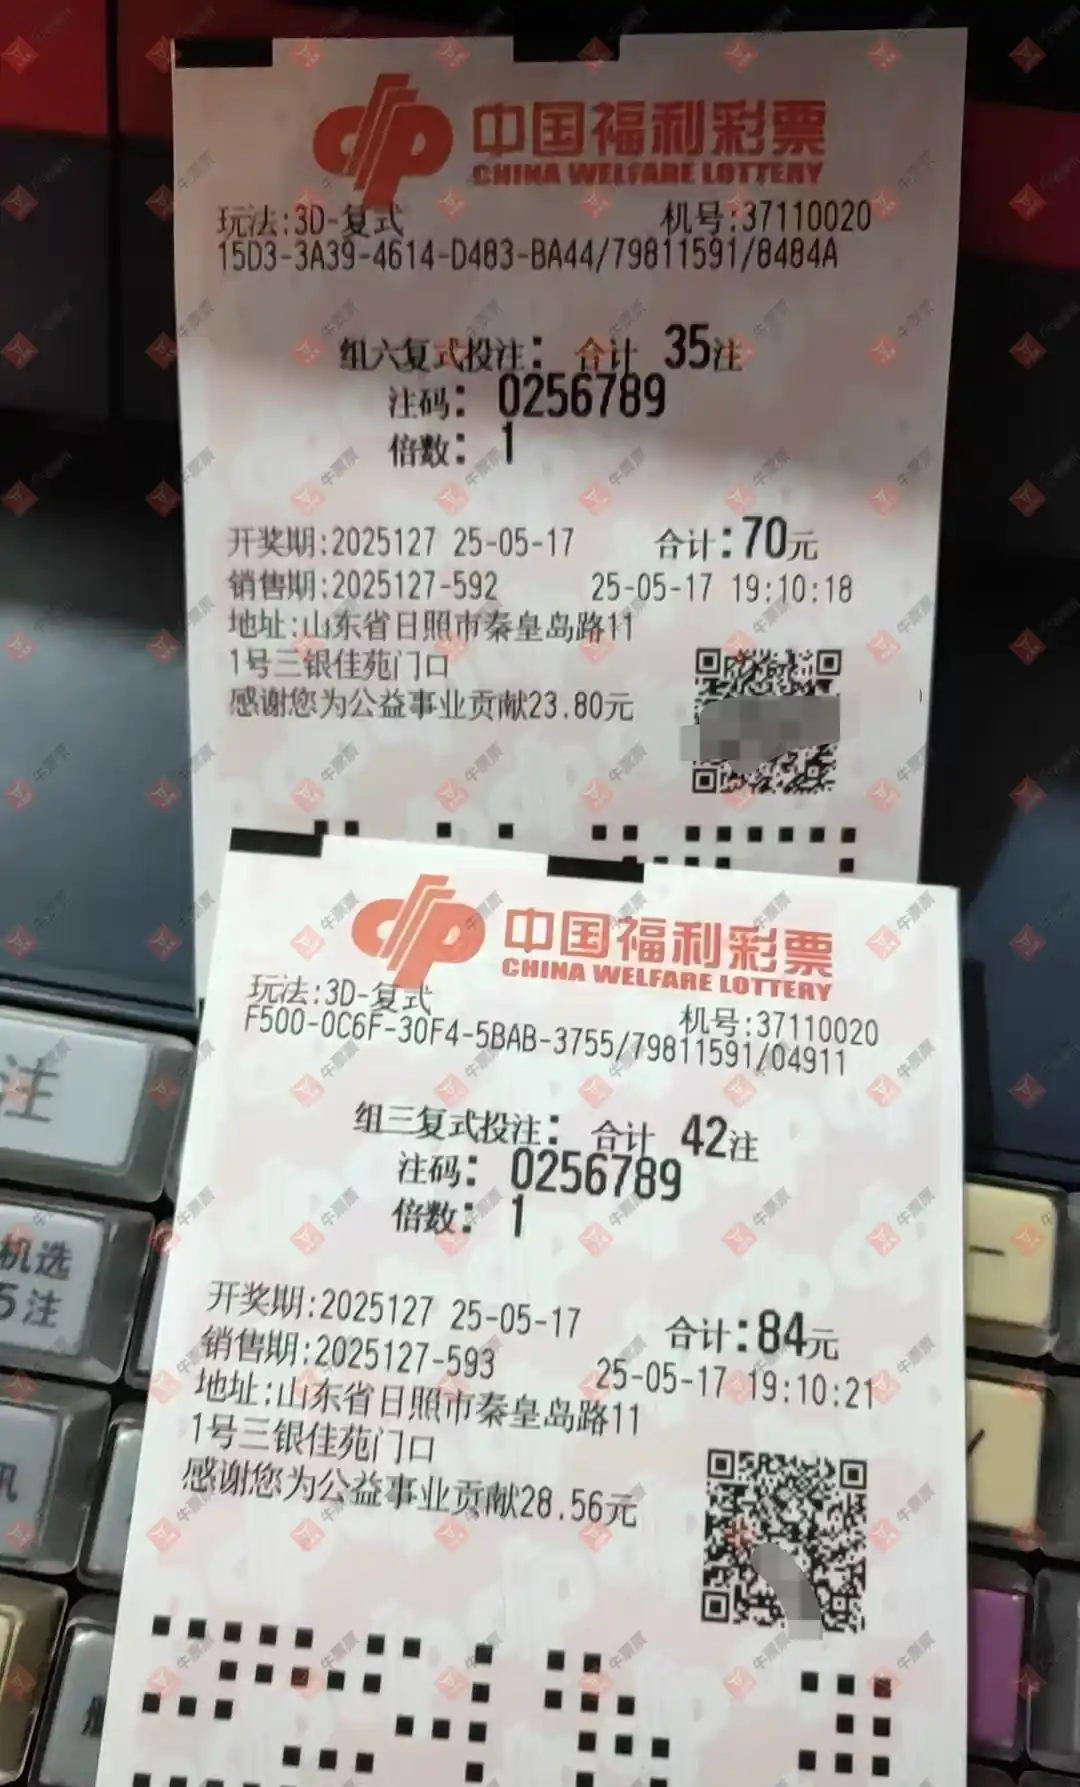 中国福利彩票
CHINA WELFARE LOTTERY
玩法:3D-复式 机号:37110020
15D3-3A39-4614-D483-BA44/79811591/8484A
组六复式投注: 合计 35注
注码: 0256789
倍数: 1
开奖期:2025127 25-05-17 合计:70元
销售期:2025127-592 25-05-17 19:10:18
地址:山东省日照市秦皇岛路11
1号三银佳苑门口
感谢您为公益事业贡献23.80元
中国福利彩票
CHINA WELFARE LOTTERY
玩法:3D-复式 机号:37110020
F500-0C6F-30F4-5BAB-3755/79811591/04911
组三复式投注: 合计 42注
注码: 0256789
倍数: 1
开奖期:2025127 25-05-17 合计:84元
销售期:2025127-593 25-05-17 19:10:21
地址:山东省日照市秦皇岛路11
1号三银佳苑门口
感谢您为公益事业贡献28.56元
注
机选
5注
牛票票